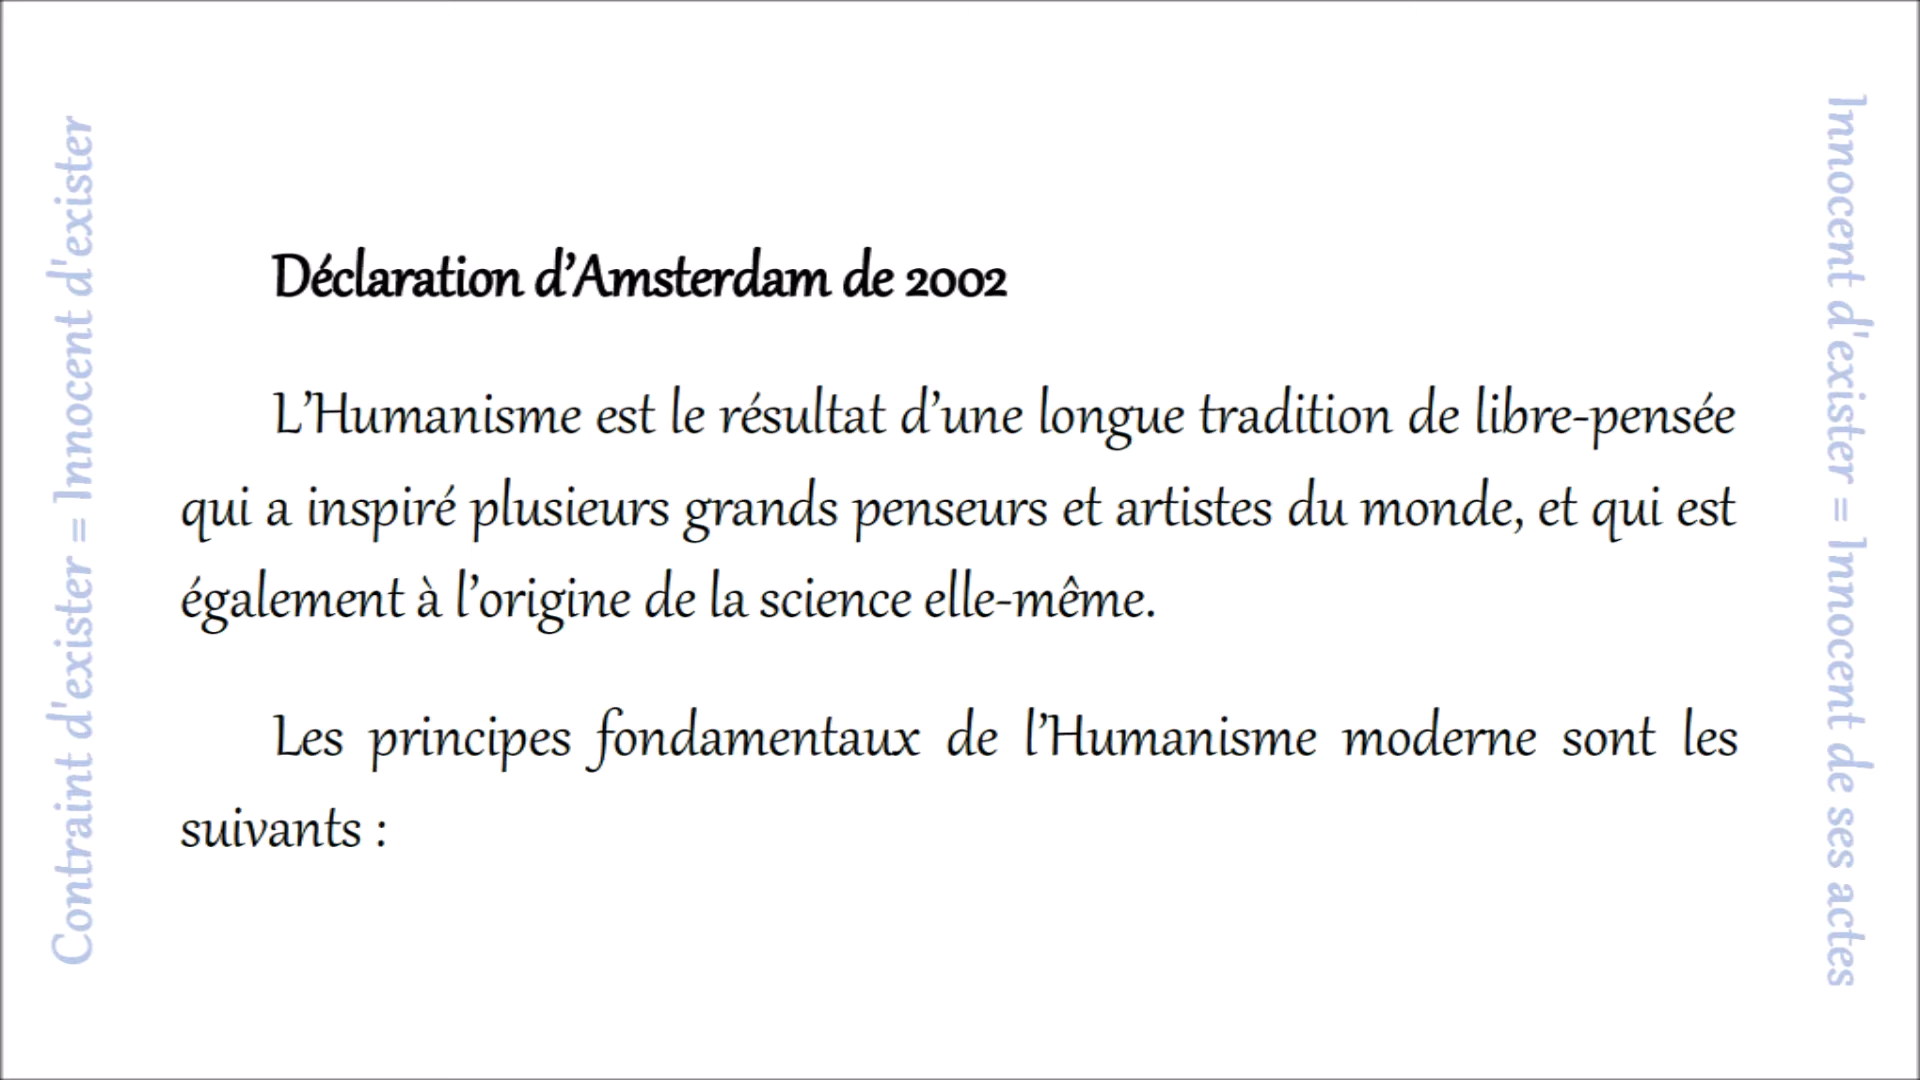 Contraint d'exister = Innocent d'exister
Déclaration d’Amsterdam de 2002
L’Humanisme est le résultat d’une longue tradition de libre-pensée
qui a inspiré plusieurs grands penseurs et artistes du monde, et qui est
également à l’origine de la science elle-même.
Les principes fondamentaux de l’Humanisme moderne sont les
suivants :
Innocent d'exister = Innocent de ses actes